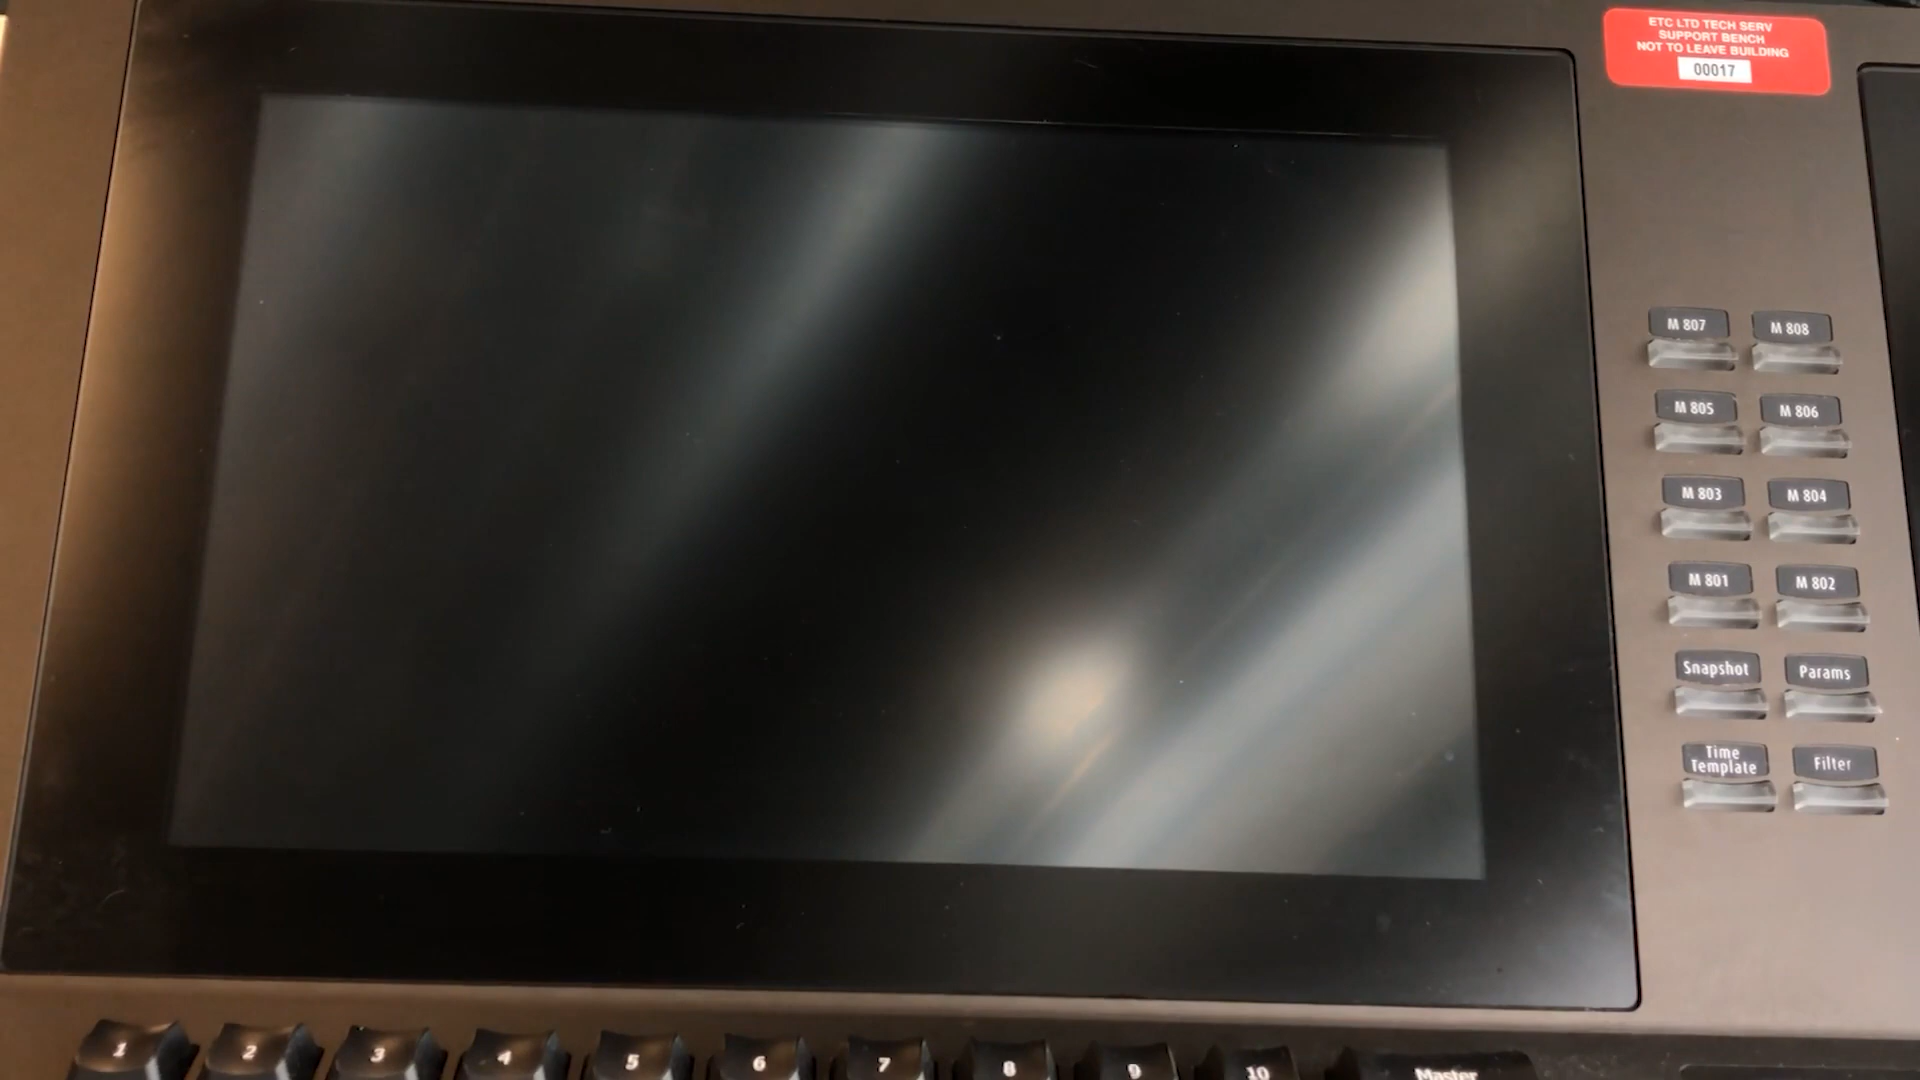 ETC LTD TECH SERV
SUPPORT BENCH
NOT TO LEAVE BUILDING
00017
M 807
M 808
M 805
M 806
M 803
M 804
M 801
M 802
Snapshot
Params
Time
Template
Filter
1
2
3
4
5
6
7
8
9
10
Master